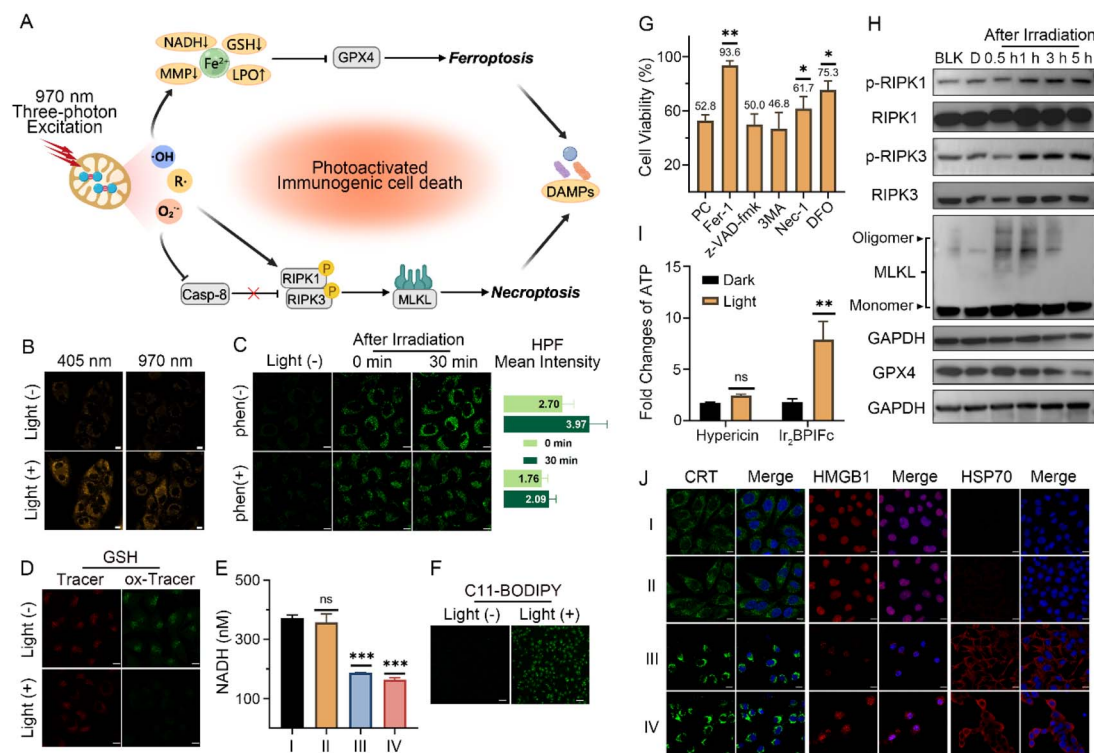 A
NADH↓
GSH↓
Fe²⁺
MMP↓
LPO↑
GPX4
Ferroptosis
970 nm
Three-photon
Excitation
·OH
R·
O₂·⁻
Photoactivated
Immunogenic cell death
DAMPs
Casp-8
RIPK1
P
RIPK3
P
MLKL
Necroptosis
B
405 nm
970 nm
Light (-)
Light (+)
C
Light (-)
After Irradiation
0 min
30 min
HPF
Mean Intensity
phen(-)
phen(+)
2.70
3.97
0 min
30 min
1.76
2.09
D
GSH
Tracer
ox-Tracer
Light (-)
Light (+)
E
NADH (nM)
450
300
150
ns
***
***
I
II
III
IV
F
C11-BODIPY
Light (-)
Light (+)
G
Cell Viability (%)
100
80
60
40
52.8
93.6
**
50.0
46.8
61.7
*
75.3
*
PC
Fer-1
z-VAD-fmk
3MA
Nec-1
DFO
H
After Irradiation
BLK D 0.5 h 1 h 3 h 5 h
p-RIPK1
RIPK1
p-RIPK3
RIPK3
Oligomer
MLKL
Monomer
GAPDH
GPX4
GAPDH
I
Fold Changes of ATP
15
10
5
0
Dark
Light
ns
**
Hypericin
Ir₂BPIFc
J
CRT
Merge
HMGB1
Merge
HSP70
Merge
I
II
III
IV